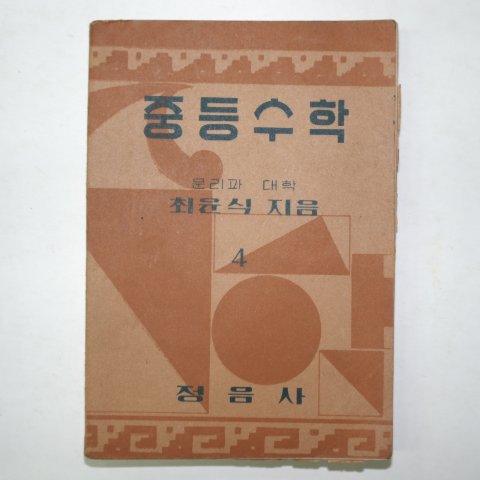 중등수학
문리과 대학
최윤식 지음
4
정음사